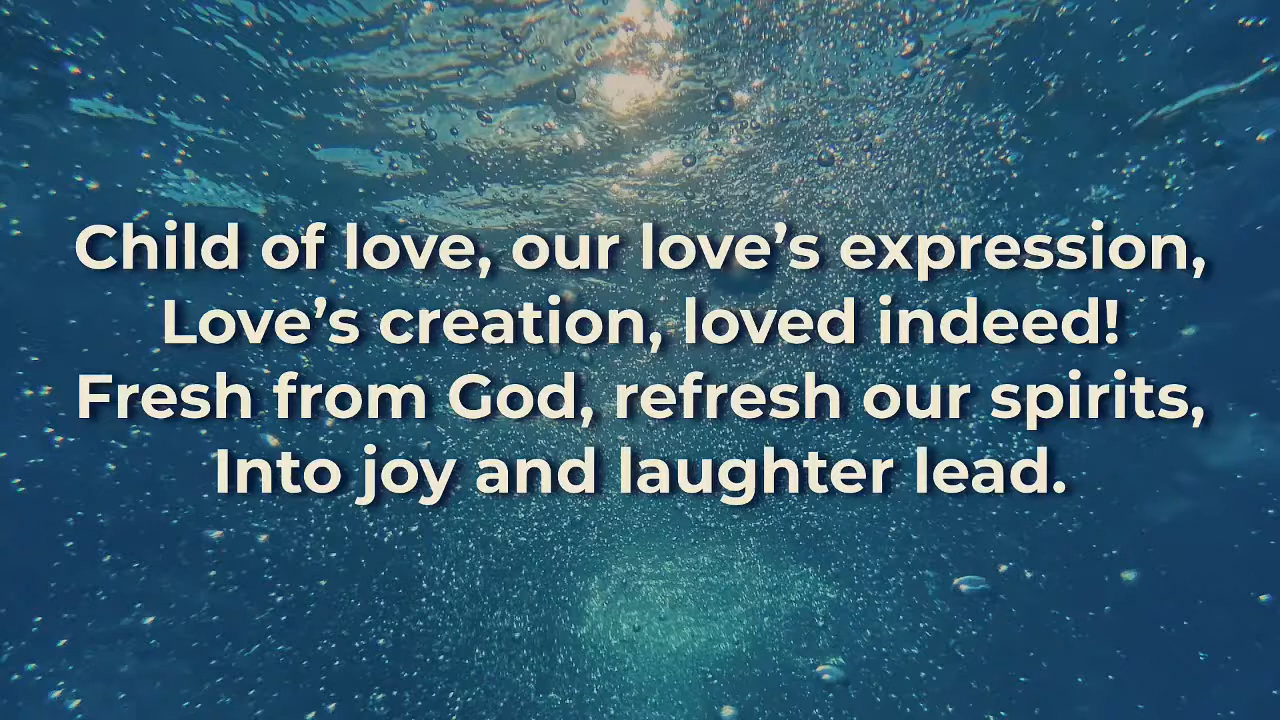 Child of love, our love’s expression,
Love’s creation, loved indeed!
Fresh from God, refresh our spirits,
Into joy and laughter lead.